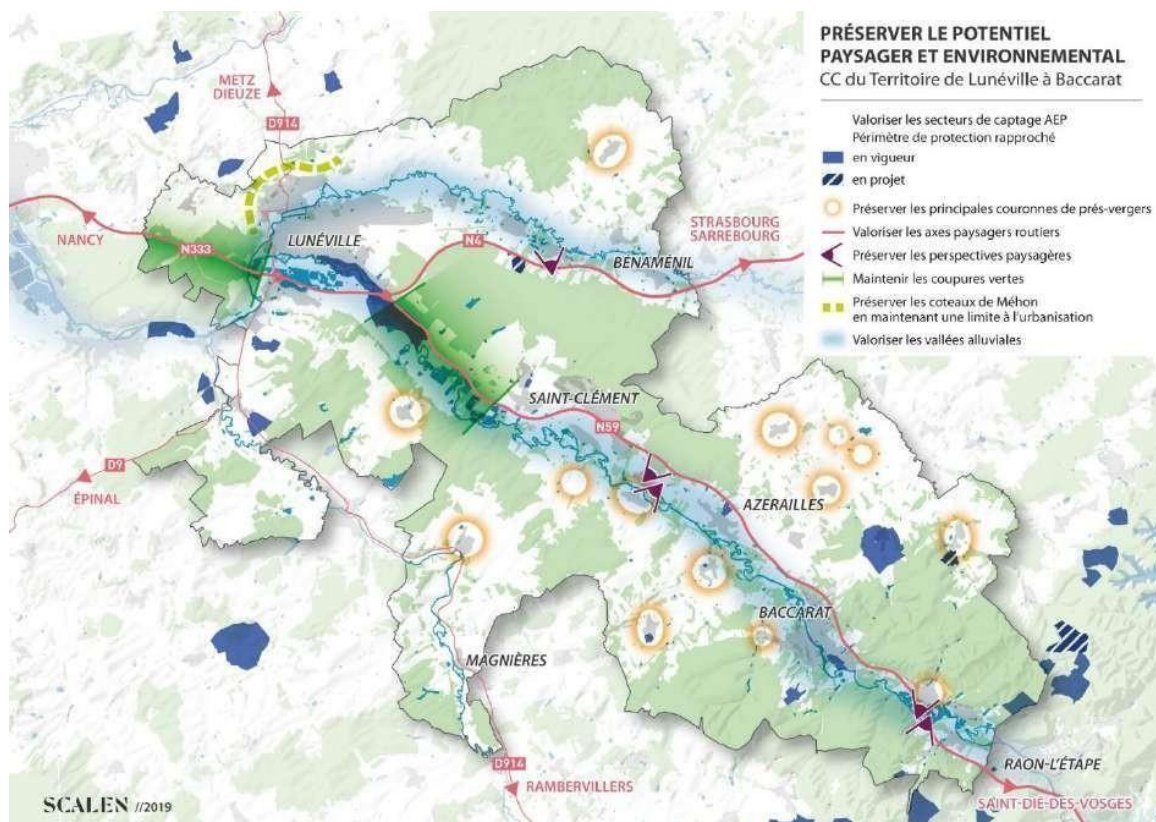 PRÉSERVER LE POTENTIEL
PAYSAGER ET ENVIRONNEMENTAL
CC du Territoire de Lunéville à Baccarat
Valoriser les secteurs de captage AEP
Périmètre de protection rapproché
en vigueur
en projet
Préserver les principales couronnes de prés-vergers
Valoriser les axes paysagers routiers
Préserver les perspectives paysagères
Maintenir les coupures vertes
Préserver les coteaux de Méhon
en maintenant une limite à l'urbanisation
Valoriser les vallées alluviales
METZ
DIEUZE
D914
NANCY
N333
LUNÉVILLE
N4
STRASBOURG
SARREBOURG
BÉNAMÉNIL
SAINT-CLÉMENT
N59
D9
ÉPINAL
AZERAILLES
BACCARAT
MAGNIÈRES
D914
RAMBERVILLERS
RAON-L'ÉTAPE
SAINT-DIÉ-DES-VOSGES
SCALEN //2019